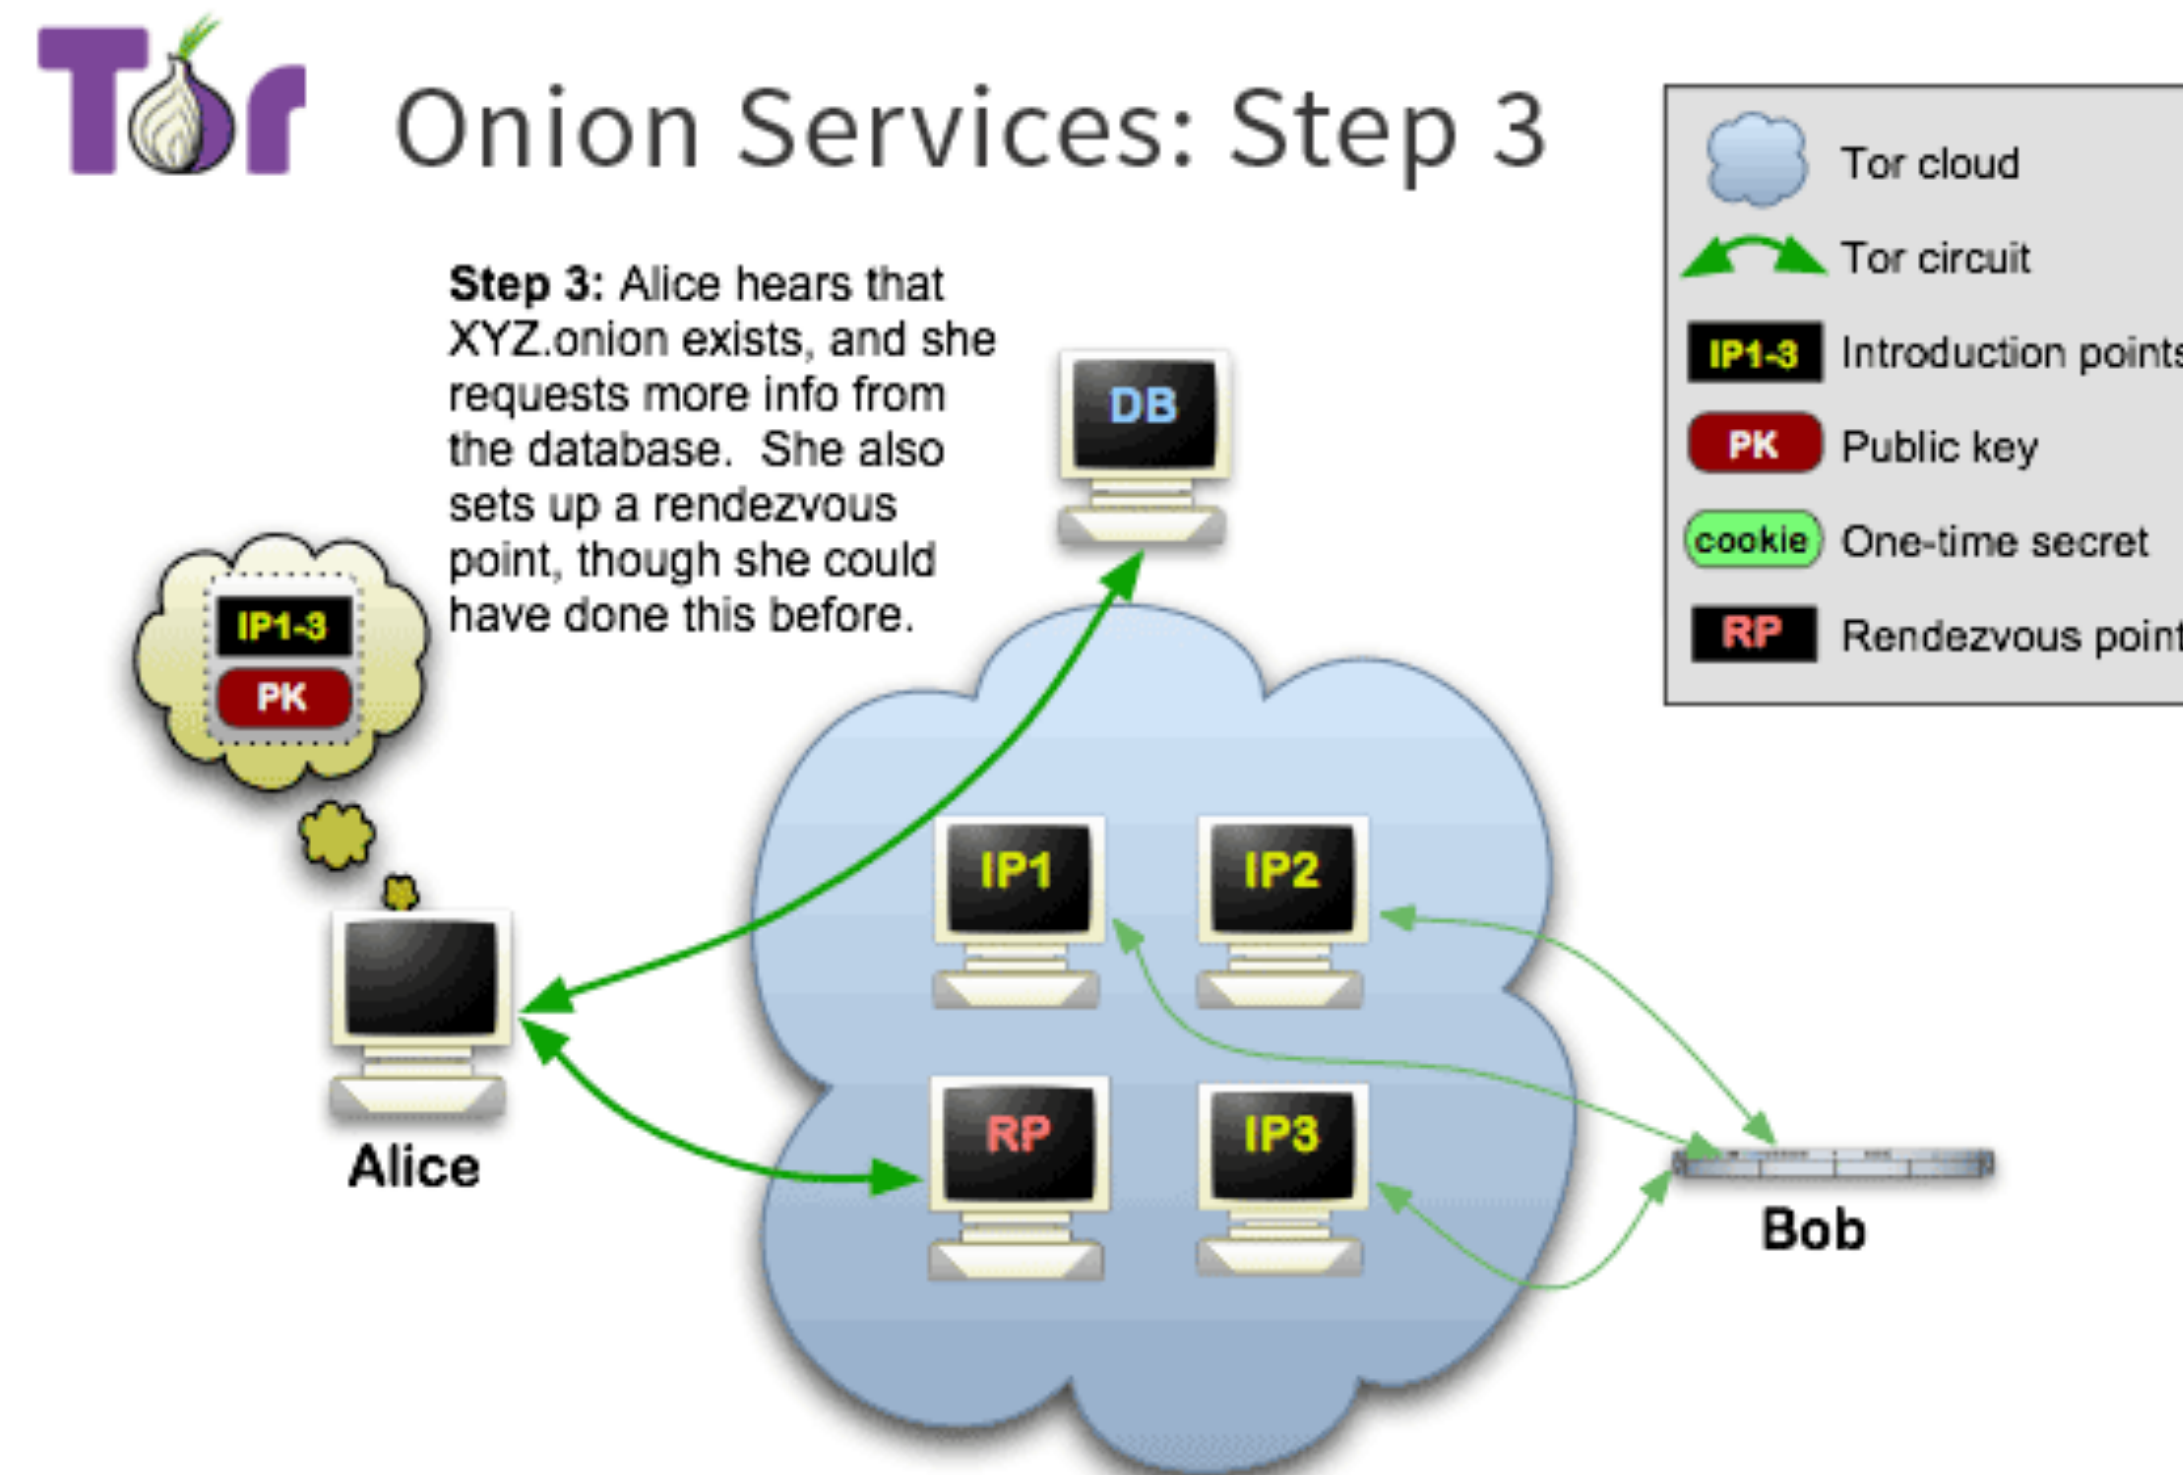 Tor
Onion Services: Step 3
Step 3: Alice hears that
XYZ.onion exists, and she
requests more info from
the database.  She also
sets up a rendezvous
point, though she could
have done this before.
Tor cloud
Tor circuit
IP1-3 Introduction points
PK Public key
cookie One-time secret
RP Rendezvous point
DB
IP1-3
PK
IP1
IP2
RP
IP3
Alice
Bob